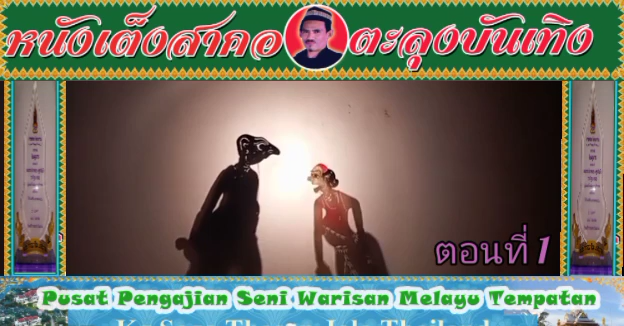 หนังเต็งสาคอ ตะลุงบันเทิง
ตอนที่ 1
Pusat Pengajian Seni Warisan Melayu Tempatan